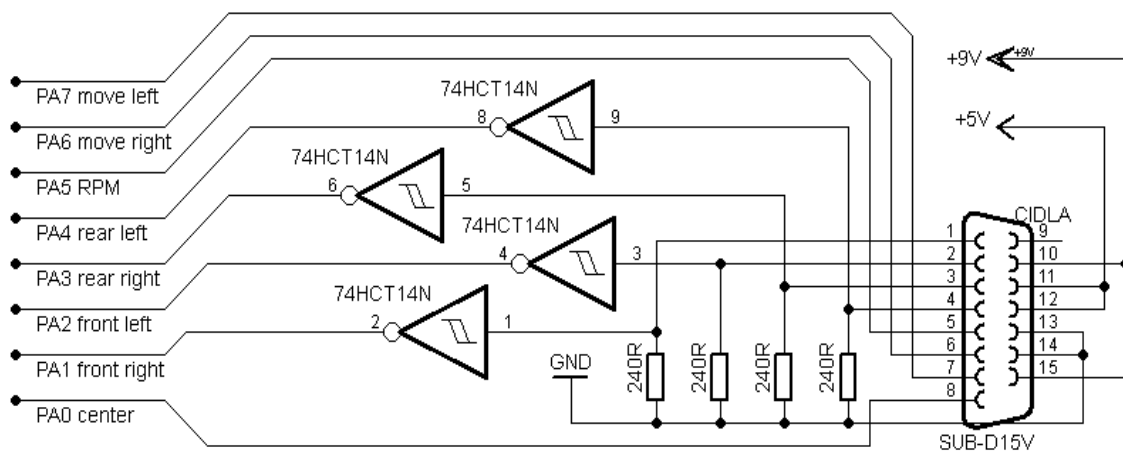 PA7 move left
PA6 move right
PA5 RPM
PA4 rear left
PA3 rear right
PA2 front left
PA1 front right
PA0 center
74HCT14N
8
9
74HCT14N
6
5
74HCT14N
4
3
74HCT14N
2
1
GND
240R
240R
240R
240R
+9V
+9V
+5V
CIDLA
1
2
3
4
5
6
7
8
9
10
11
12
13
14
15
SUB-D15V